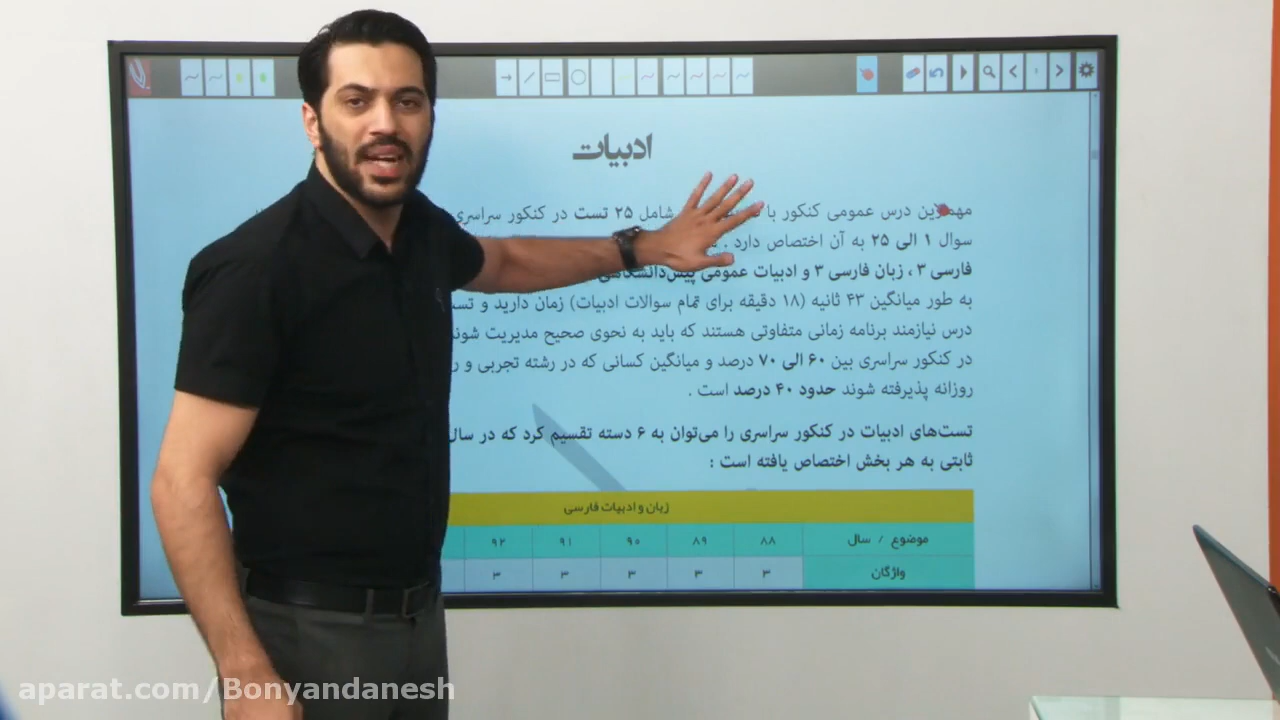 ادبیات
مهمترین درس عمومی کنکور با شامل ۲۵ تست در کنکور سراسری
سوال ۱ الی ۲۵ به آن اختصاص دارد .
فارسی ۳ ، زبان فارسی ۳ و ادبیات عمومی پیش‌دانشگاهی
به طور میانگین ۴۳ ثانیه (۱۸ دقیقه برای تمام سوالات ادبیات) زمان دارید و
درس نیازمند برنامه زمانی متفاوتی هستند که باید به نحوی صحیح مدیریت شوند
در کنکور سراسری بین ۶۰ الی ۷۰ درصد و میانگین کسانی که در رشته تجربی و
روزانه پذیرفته شوند حدود ۴۰ درصد است .
تست‌های ادبیات در کنکور سراسری را می‌توان به ۶ دسته تقسیم کرد که در سال
ثابتی به هر بخش اختصاص یافته است :
زبان و ادبیات فارسی
موضوع / سال ۸۸ ۸۹ ۹۰ ۹۱ ۹۲
واژگان ۳ ۳ ۳ ۳ ۳
aparat.com/Bonyandanesh